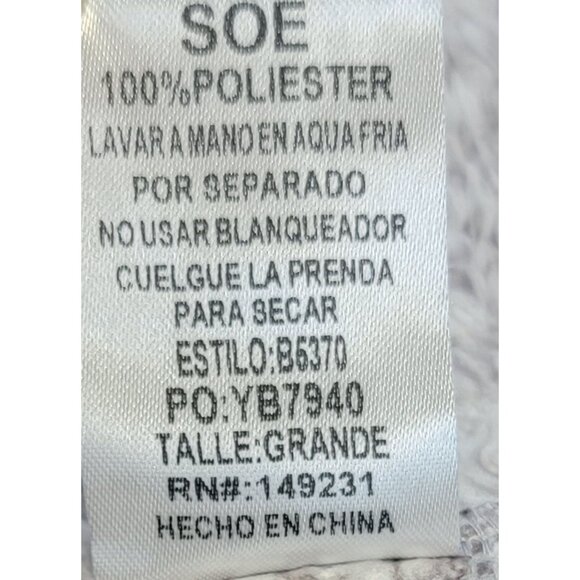 SOE
100%POLIESTER
LAVAR A MANO EN AQUA FRIA
POR SEPARADO
NO USAR BLANQUEADOR
CUELGUE LA PRENDA
PARA SECAR
ESTILO:B6370
PO:YB7940
TALLE:GRANDE
RN#:149231
HECHO EN CHINA